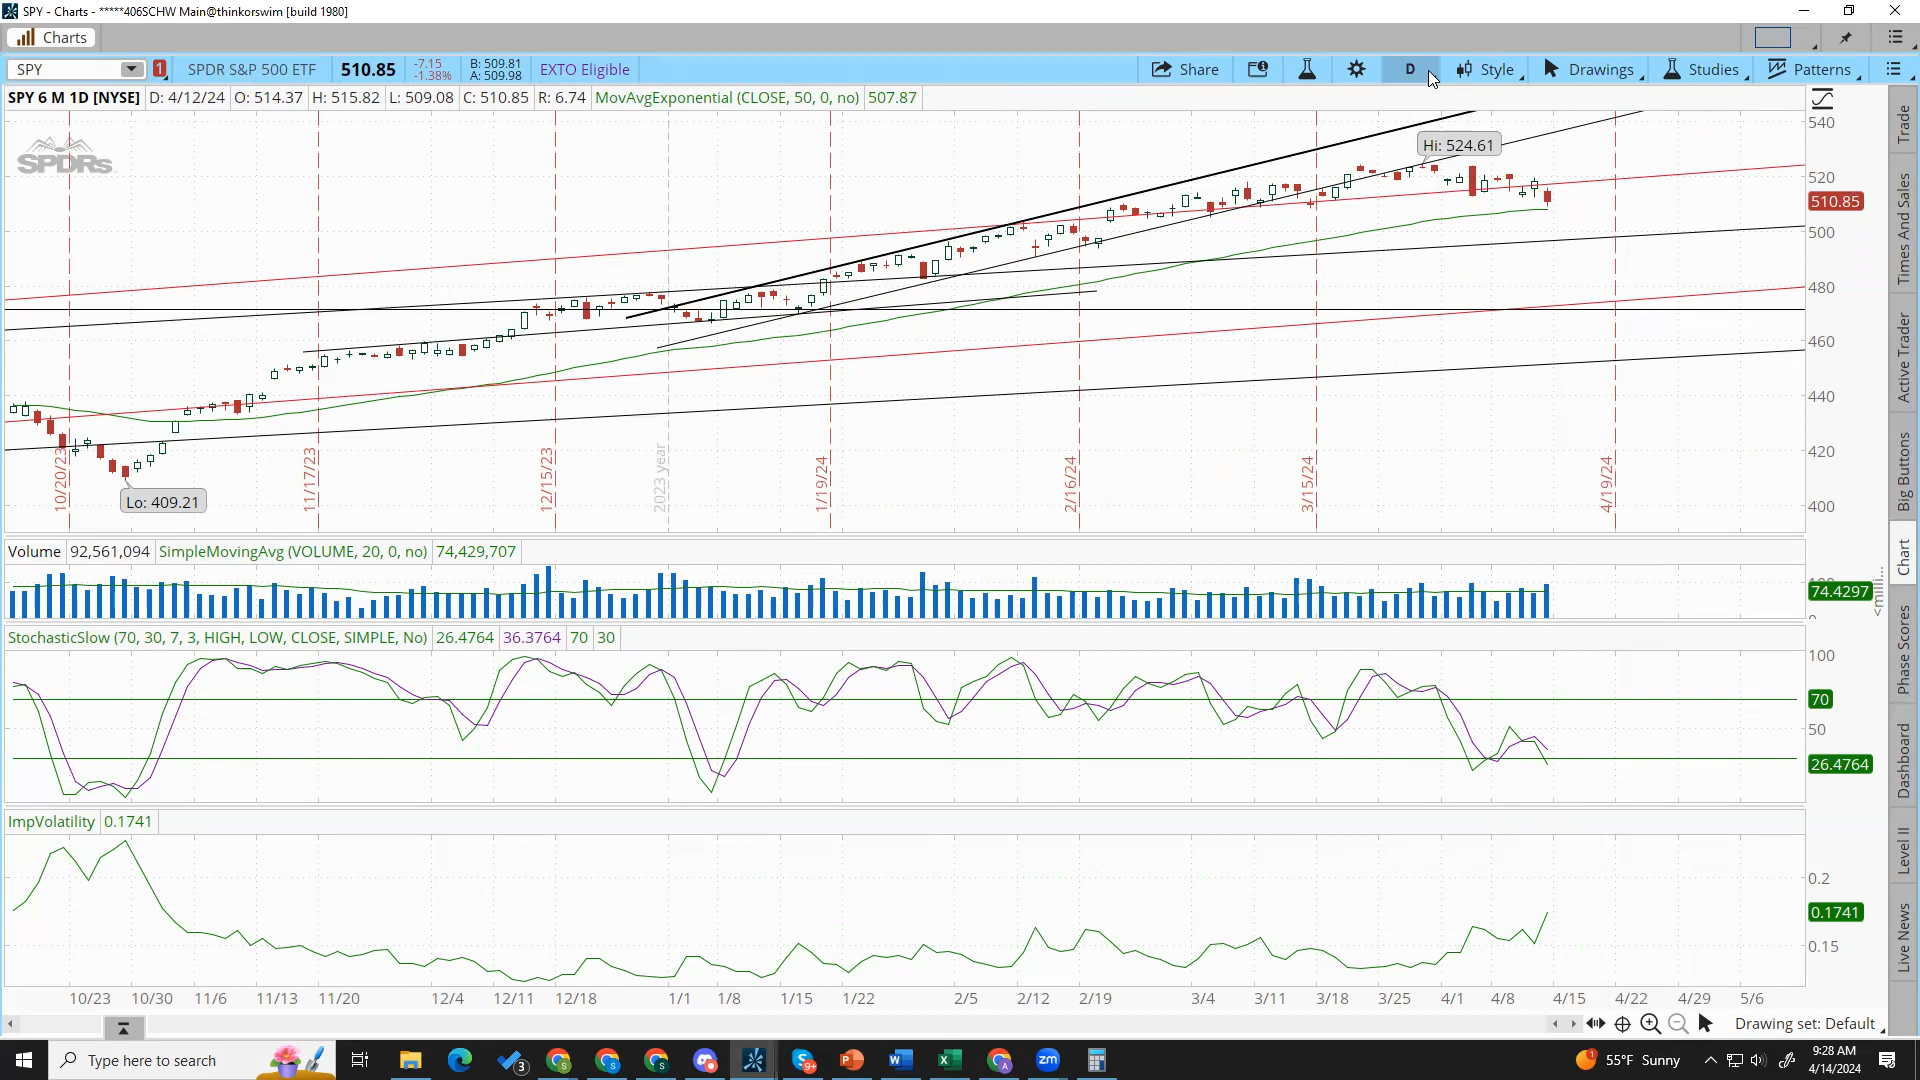 SPY - Charts - *****406SCHW Main@thinkorswim [build 1980]
Charts
SPY 1 SPDR S&P 500 ETF 510.85 -7.15 -1.38% B: 509.81 A: 509.98 EXTO Eligible Share D Style Drawings Studies Patterns
SPY 6 M 1D [NYSE] D: 4/12/24 O: 514.37 H: 515.82 L: 509.08 C: 510.85 R: 6.74 MovAvgExponential (CLOSE, 50, 0, no) 507.87
SPDRs
Hi: 524.61
Lo: 409.21
540
520
510.85
500
480
460
440
420
400
10/20/23
11/17/23
12/15/23
2023 year
1/19/24
2/16/24
3/15/24
4/19/24
Volume 92,561,094 SimpleMovingAvg (VOLUME, 20, 0, no) 74,429,707
74.4297
StochasticSlow (70, 30, 7, 3, HIGH, LOW, CLOSE, SIMPLE, No) 26.4764 36.3764 70 30
100
70
50
26.4764
ImpVolatility 0.1741
0.2
0.1741
0.15
10/23 10/30 11/6 11/13 11/20 12/4 12/11 12/18 1/1 1/8 1/15 1/22 2/5 2/12 2/19 3/4 3/11 3/18 3/25 4/1 4/8 4/15 4/22 4/29 5/6
Drawing set: Default
Trade
Times And Sales
Active Trader
Big Buttons
Chart
Phase Scores
Dashboard
Level II
Live News
Type here to search
3
9+
zm
1
55°F Sunny
9:28 AM
4/14/2024